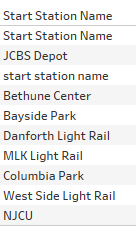 Start Station Name
Start Station Name
JCBS Depot
start station name
Bethune Center
Bayside Park
Danforth Light Rail
MLK Light Rail
Columbia Park
West Side Light Rail
NJCU